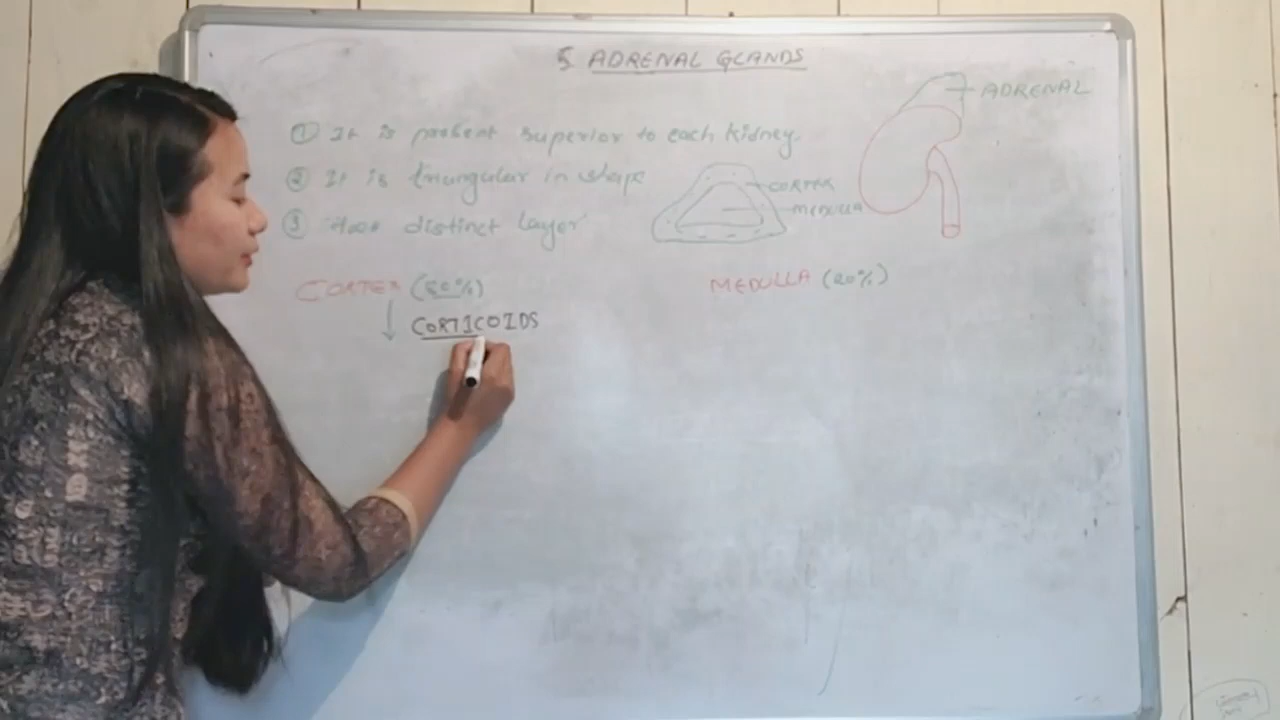 5. ADRENAL GLANDS
ADRENAL
① It is present superior to each kidney.
② It is triangular in shape
CORTEX
MEDULLA
③ distinct layer
CORTEX (80%)
MEDULLA (20%)
CORTICOIDS